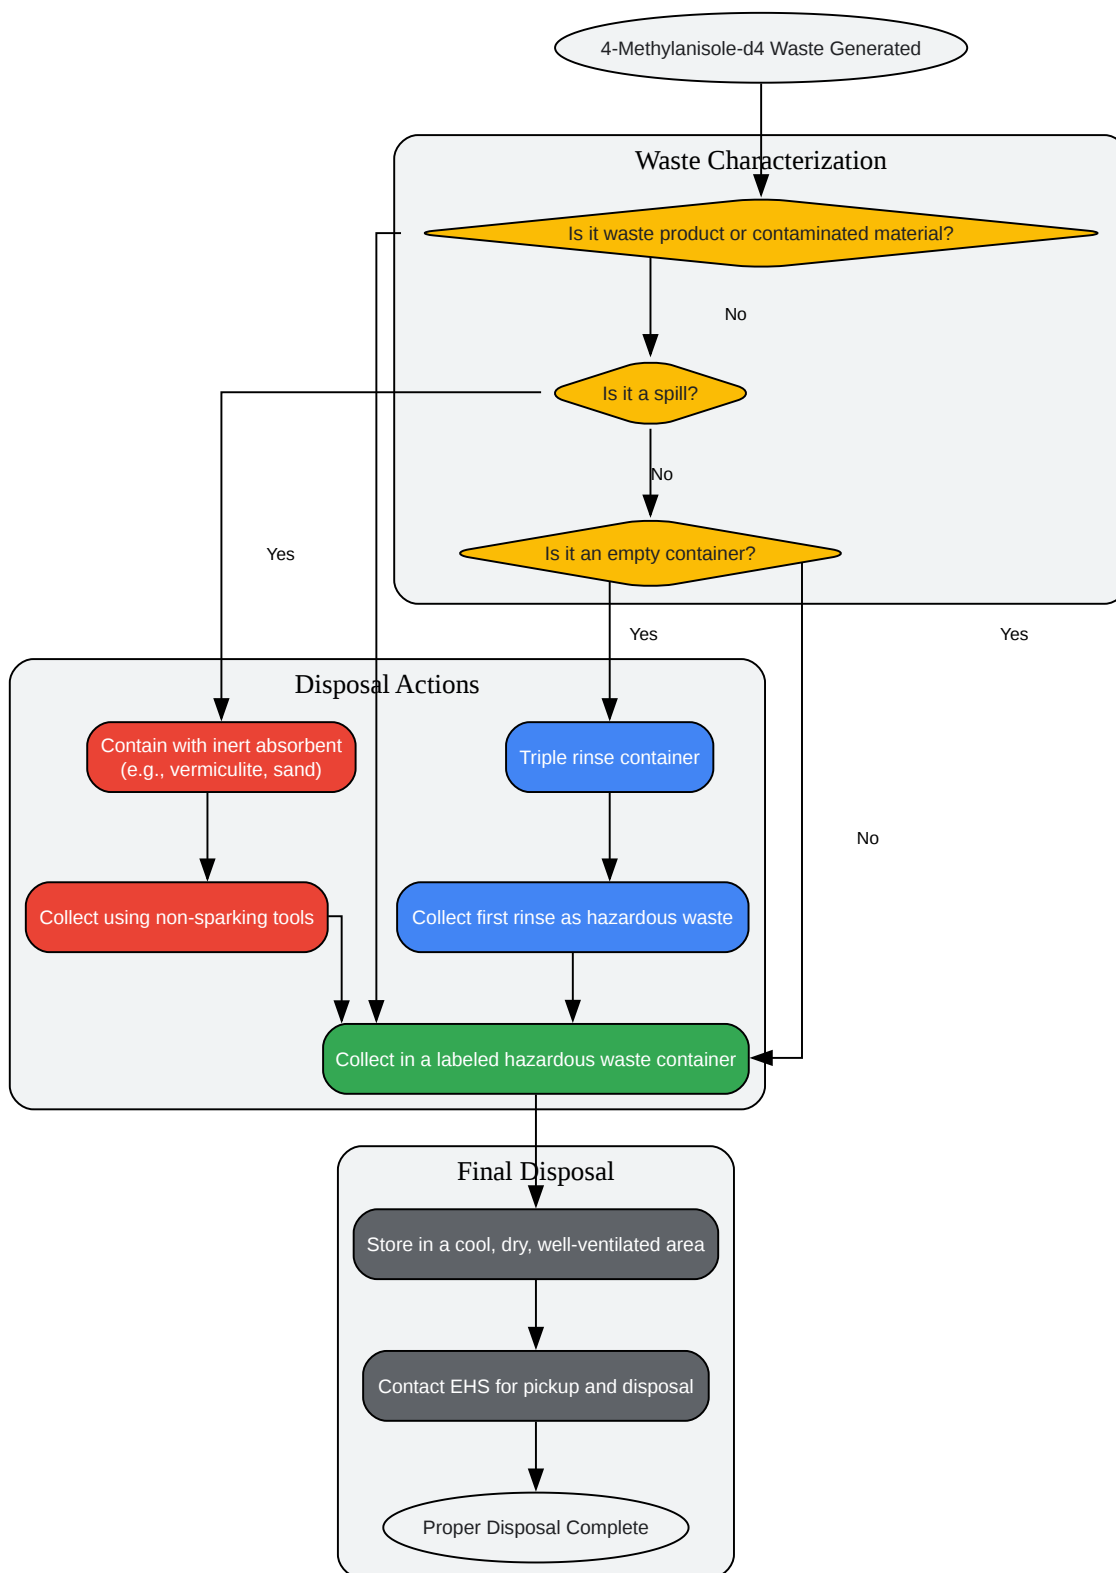 4-Methylanisole-d4 Waste Generated
Waste Characterization
Is it waste product or contaminated material?
No
Is it a spill?
No
Is it an empty container?
Yes
Yes
Yes
Disposal Actions
Contain with inert absorbent
(e.g., vermiculite, sand)
Triple rinse container
No
Collect using non-sparking tools
Collect first rinse as hazardous waste
Collect in a labeled hazardous waste container
Final Disposal
Store in a cool, dry, well-ventilated area
Contact EHS for pickup and disposal
Proper Disposal Complete